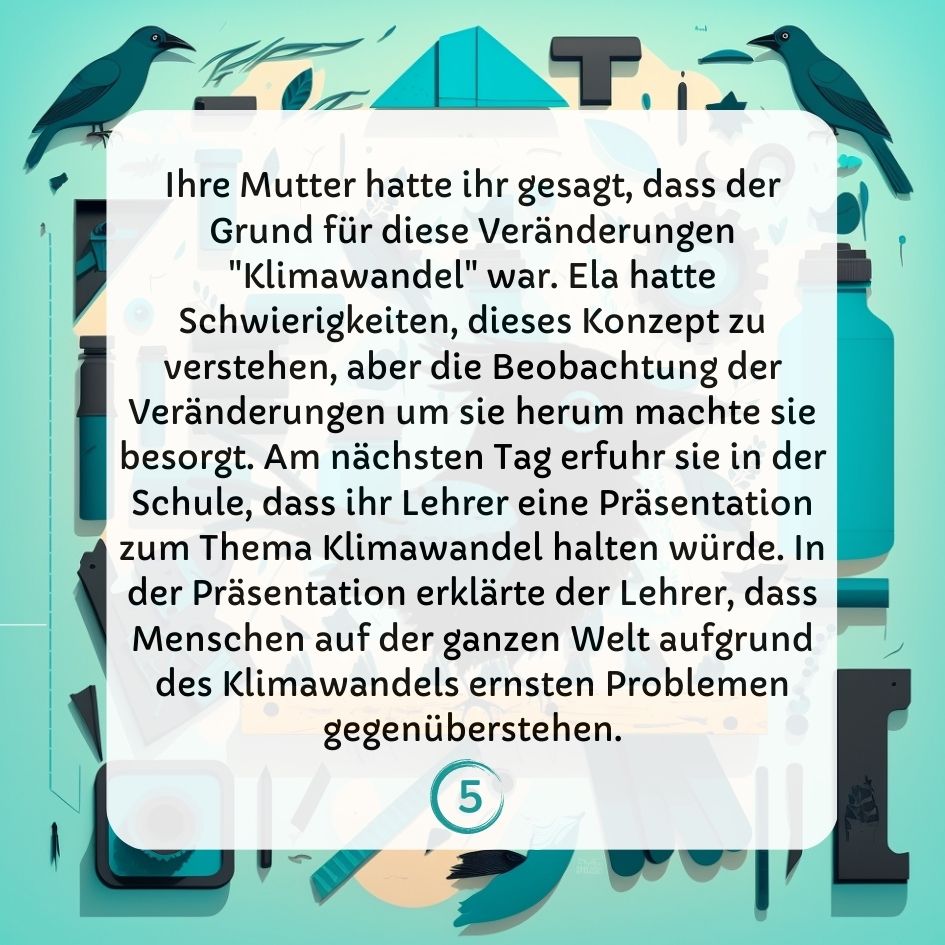 Ihre Mutter hatte ihr gesagt, dass der
Grund für diese Veränderungen
"Klimawandel" war. Ela hatte
Schwierigkeiten, dieses Konzept zu
verstehen, aber die Beobachtung der
Veränderungen um sie herum machte sie
besorgt. Am nächsten Tag erfuhr sie in der
Schule, dass ihr Lehrer eine Präsentation
zum Thema Klimawandel halten würde. In
der Präsentation erklärte der Lehrer, dass
Menschen auf der ganzen Welt aufgrund
des Klimawandels ernsten Problemen
gegenüberstehen.
5